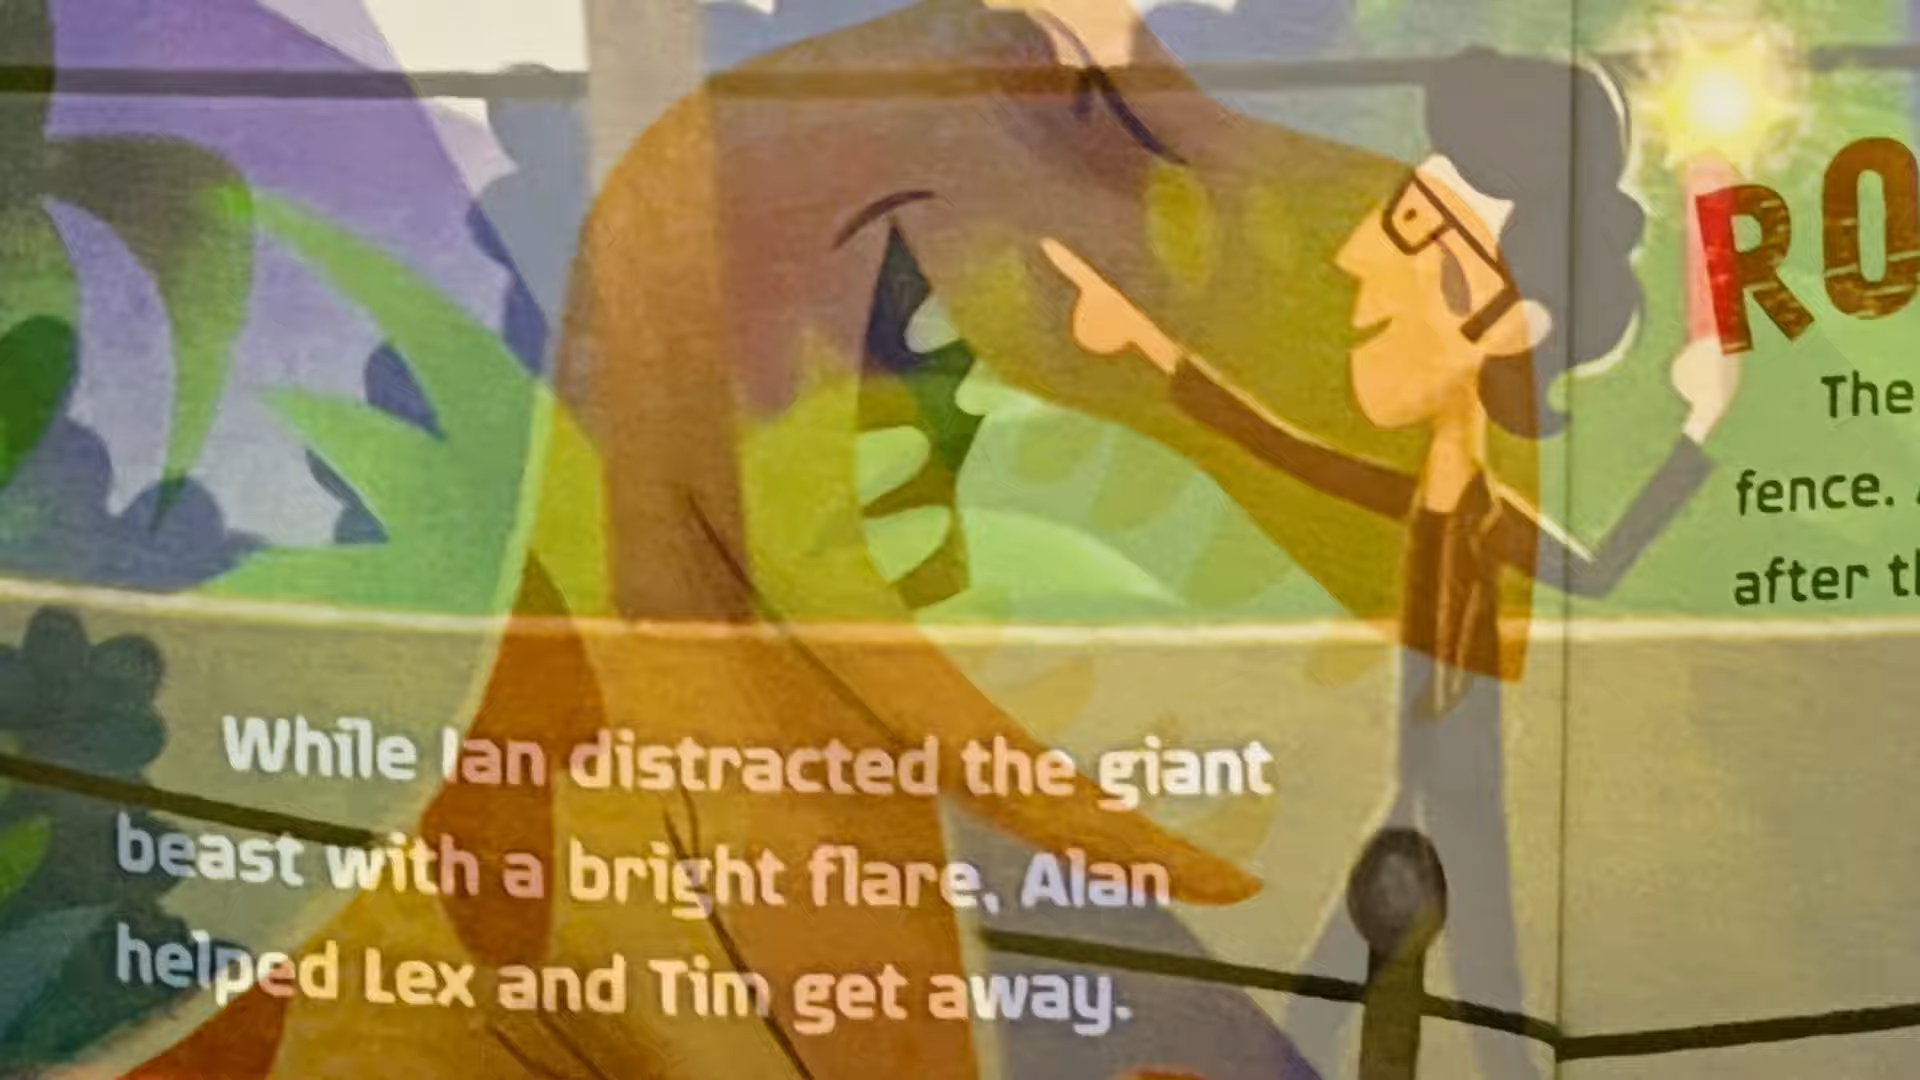 While Ian distracted the giant
beast with a bright flare, Alan
helped Lex and Tim get away.
RO
The
fence.
after th